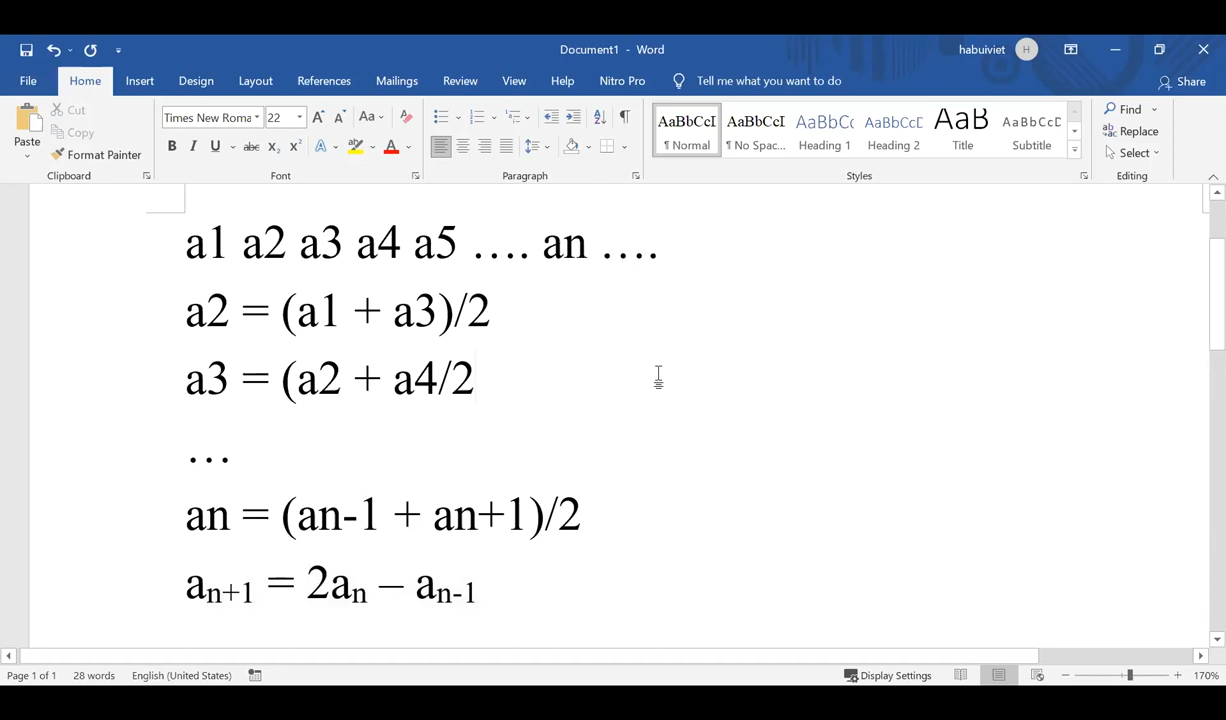 Document1 - Word
habuiviet
H
File Home Insert Design Layout References Mailings Review View Help Nitro Pro Tell me what you want to do Share
Paste
Cut
Copy
Format Painter
Clipboard
Times New Roma 22
Font
Paragraph
AaBbCcI AaBbCcI AaBbCc AaBbCcD AaB AaBbCcD
¶ Normal ¶ No Spac... Heading 1 Heading 2 Title Subtitle
Styles
Find
Replace
Select
Editing
a1 a2 a3 a4 a5 …. an ….
a2 = (a1 + a3)/2
a3 = (a2 + a4/2
…
an = (an-1 + an+1)/2
aₙ₊₁ = 2aₙ – aₙ₋₁
Page 1 of 1 28 words English (United States) Display Settings 170%